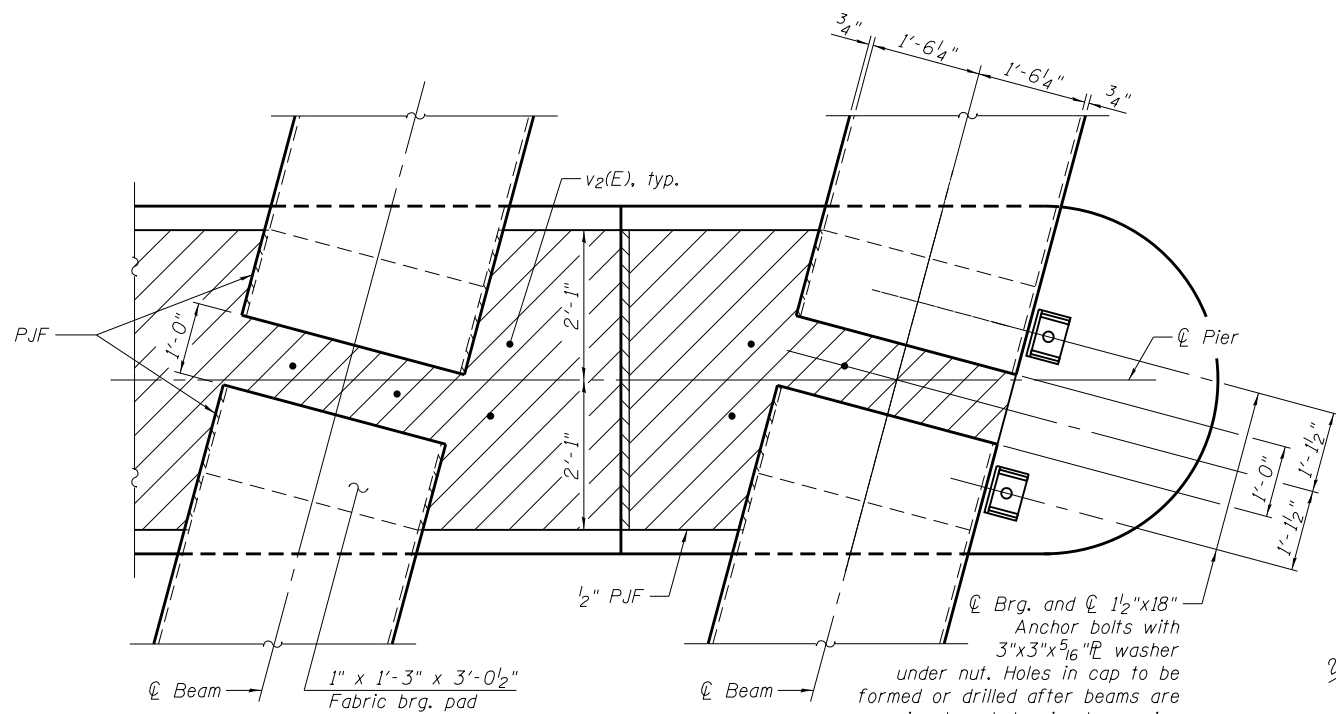 3/4"
1'-6 1/4"
1'-6 1/4"
3/4"
v2(E), typ.
PJF
1'-0"
2'-1"
2'-1"
℄ Pier
1'-1 1/2"
1'-0"
1'-1 1/2"
1/2" PJF
℄ Beam
1" x 1'-3" x 3'-0 1/2"
Fabric brg. pad
℄ Beam
℄ Brg. and ℄ 1 1/2"x18"
Anchor bolts with
3"x3"x5/16" ℄ washer
under nut. Holes in cap to be
formed or drilled after beams are